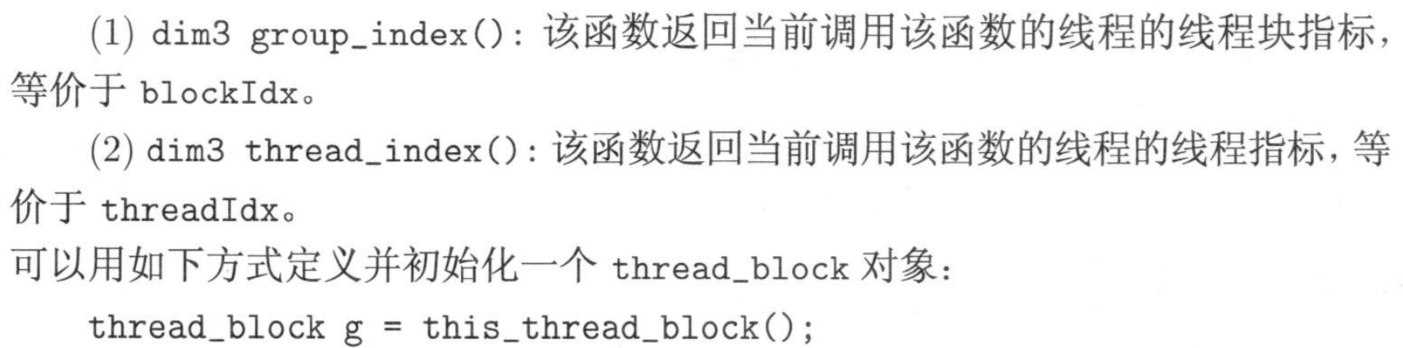 (1) dim3 group_index(): 该函数返回当前调用该函数的线程的线程块指标,
等价于 blockIdx。
(2) dim3 thread_index(): 该函数返回当前调用该函数的线程的线程指标, 等
价于 threadIdx。
可以用如下方式定义并初始化一个 thread_block 对象:
thread_block g = this_thread_block();